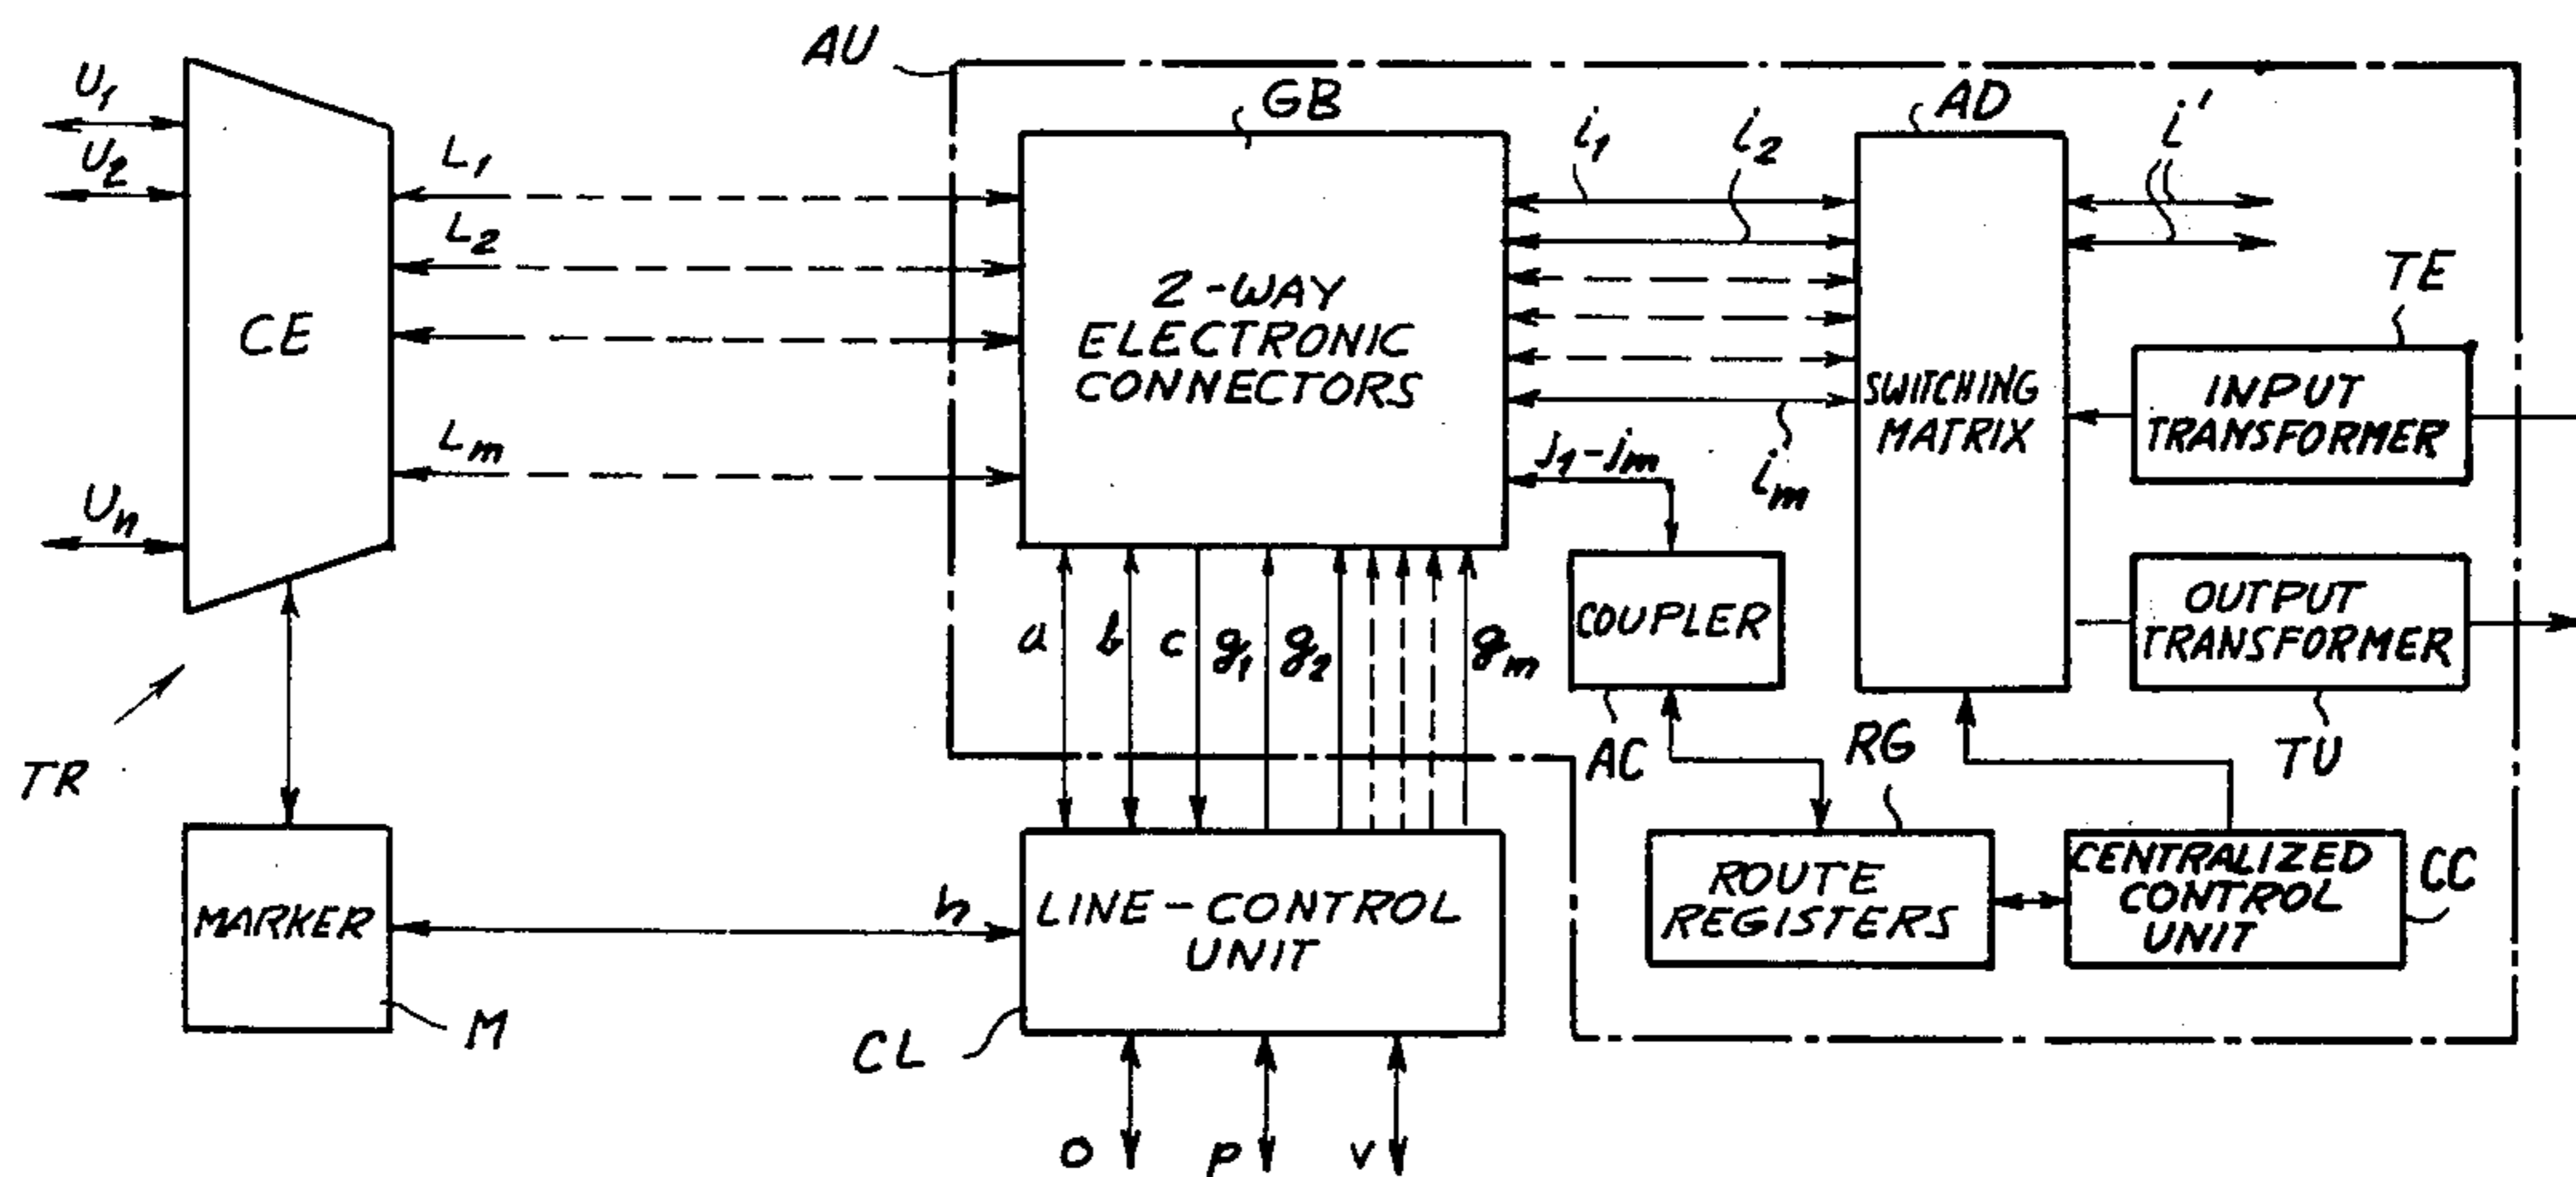 AU
U1
U2
Un
CE
L1
L2
Lm
GB
2-WAY
ELECTRONIC
CONNECTORS
i1
i2
im
j1-jm
AD
SWITCHING
MATRIX
i'
TE
INPUT
TRANSFORMER
OUTPUT
TRANSFORMER
TU
COUPLER
AC
a
b
c
g1
g2
gm
TR
MARKER
M
h
LINE-CONTROL
UNIT
CL
o
p
v
RG
ROUTE
REGISTERS
CENTRALIZED
CONTROL
UNIT
CC